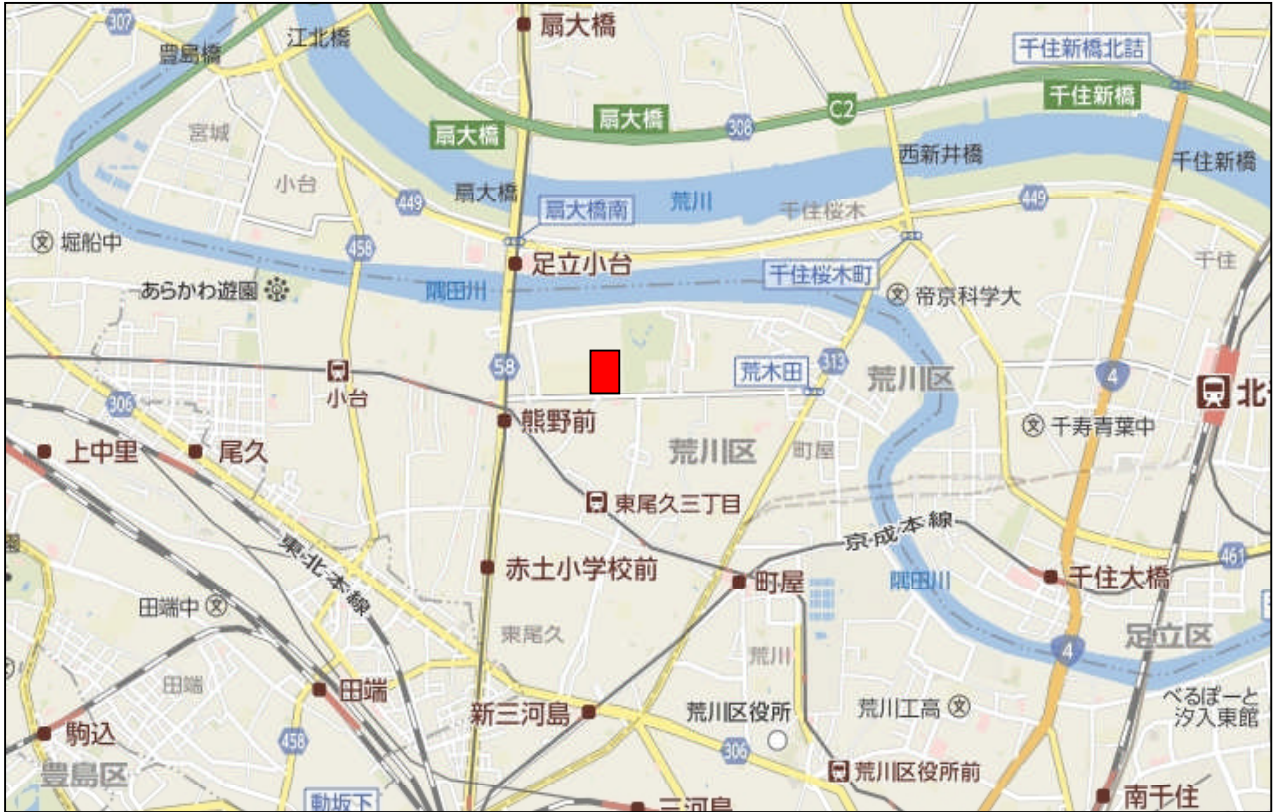 307
豊島橋
江北橋
扇大橋
千住新橋北詰
宮城
扇大橋
扇大橋
308
C2
千住新橋
小台
449
扇大橋
扇大橋南
荒川
西新井橋
千住桜木
449
千住新橋
堀船中
458
足立小台
千住桜木町
千住
あらかわ遊園
隅田川
帝京科学大
小台
58
荒木田
313
荒川区
4
306
熊野前
千寿青葉中
上中里
尾久
荒川区
町屋
東尾久三丁目
東北本線
赤土小学校前
京成本線
461
田端中
町屋
隅田川
千住大橋
東尾久
荒川
足立区
4
田端
田端
新三河島
荒川区役所
荒川工高
べるぽーと
汐入東館
駒込
458
306
豊島区
荒川区役所前
動坂下
三河島
南千住